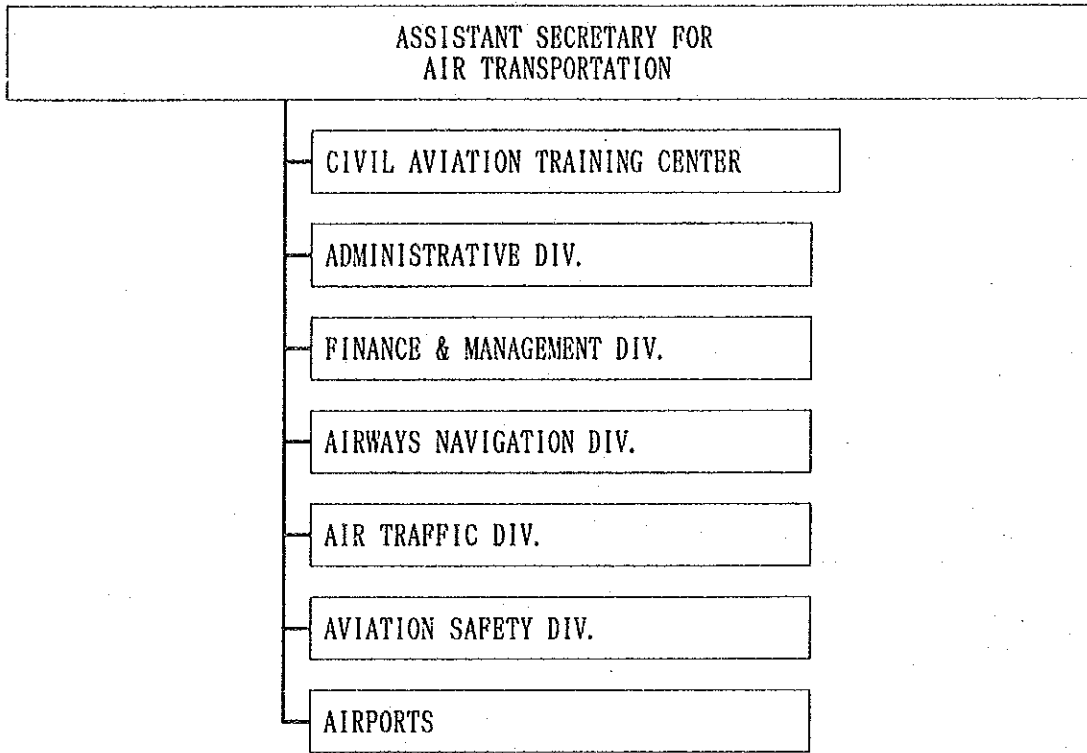 ASSISTANT SECRETARY FOR
AIR TRANSPORTATION
CIVIL AVIATION TRAINING CENTER
ADMINISTRATIVE DIV.
FINANCE & MANAGEMENT DIV.
AIRWAYS NAVIGATION DIV.
AIR TRAFFIC DIV.
AVIATION SAFETY DIV.
AIRPORTS